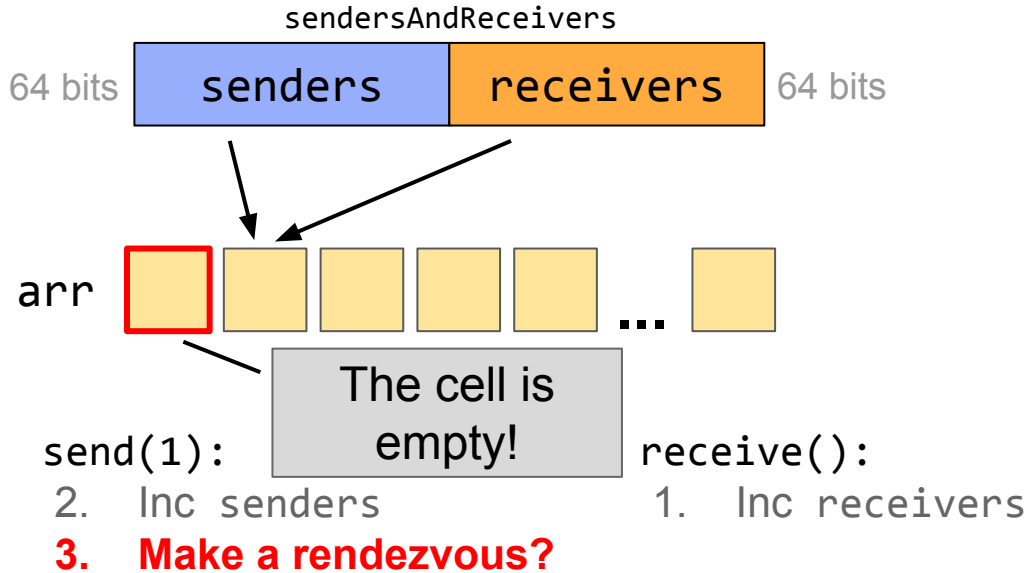 sendersAndReceivers
64 bits senders receivers 64 bits
arr ...
The cell is
empty!
send(1): receive():
2. Inc senders 1. Inc receivers
3. Make a rendezvous?